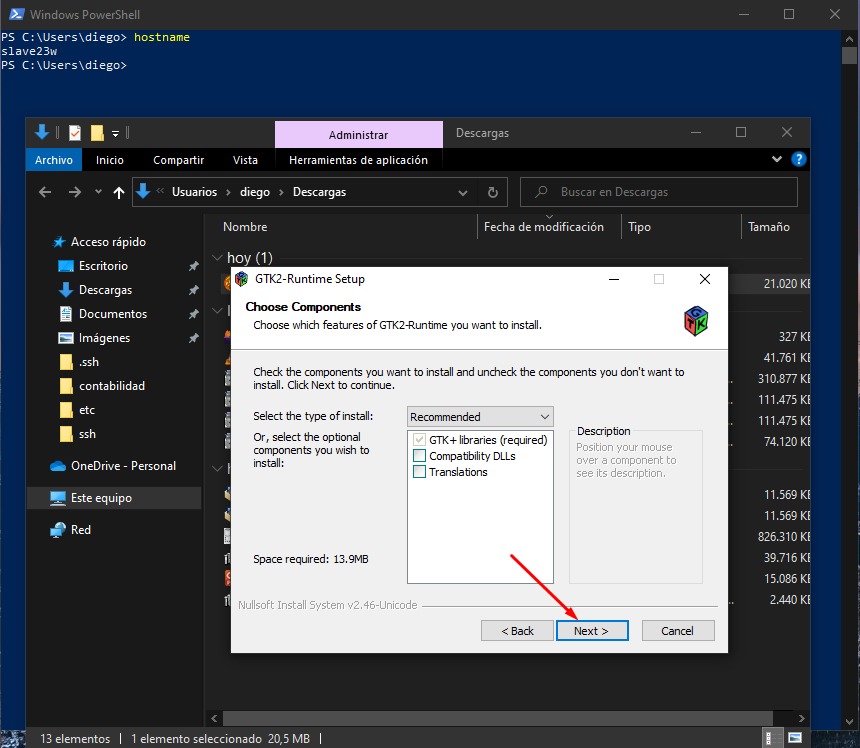 Windows PowerShell
PS C:\Users\diego> hostname
slave23w
PS C:\Users\diego>
Administrar
Descargas
Archivo
Inicio
Compartir
Vista
Herramientas de aplicación
Usuarios
diego
Descargas
Buscar en Descargas
Nombre
Fecha de modificación
Tipo
Tamaño
Acceso rápido
Escritorio
Descargas
Documentos
Imágenes
.ssh
contabilidad
etc
ssh
OneDrive - Personal
Este equipo
Red
hoy (1)
21.020 KB
327 KB
41.761 KB
310.877 KB
111.475 KB
111.475 KB
74.120 KB
11.569 KB
11.569 KB
826.310 KB
39.716 KB
15.086 KB
2.440 KB
GTK2-Runtime Setup
Choose Components
Choose which features of GTK2-Runtime you want to install.
GTK
Check the components you want to install and uncheck the components you don't want to
install. Click Next to continue.
Select the type of install:
Recommended
Or, select the optional
components you wish to
install:
GTK+ libraries (required)
Compatibility DLLs
Translations
Description
Position your mouse
over a component to
see its description.
Space required: 13.9MB
Nullsoft Install System v2.46-Unicode
< Back
Next >
Cancel
13 elementos
1 elemento seleccionado 20,5 MB